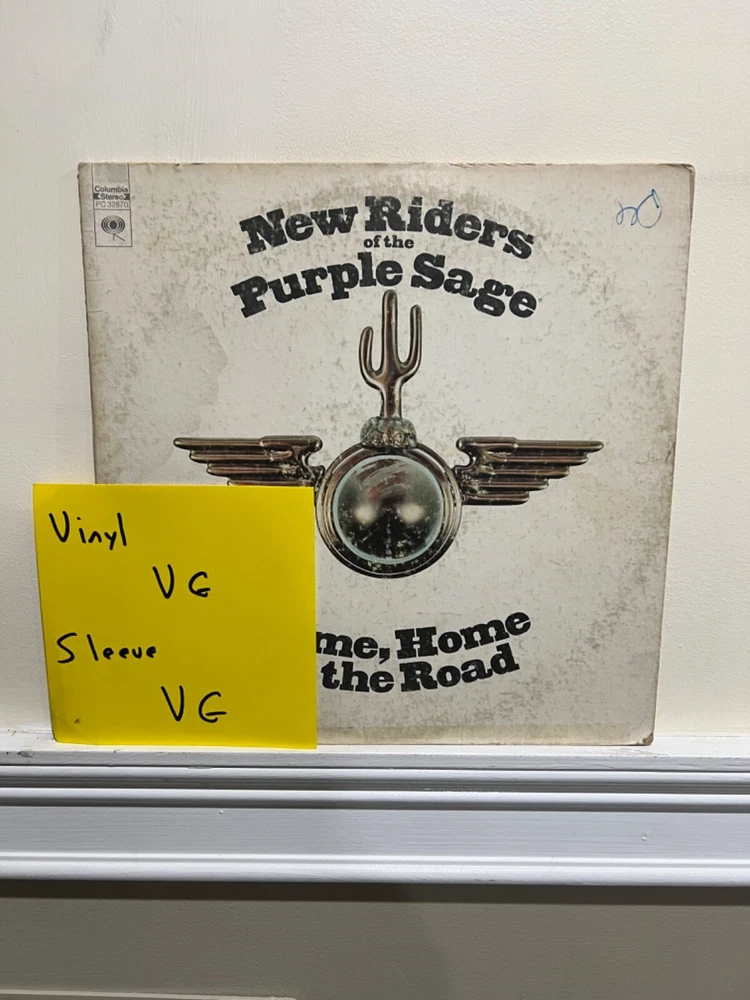 Columbia
Stereo
PC 32870
New Riders
of the
Purple Sage
Vinyl
VG
Sleeve
VG
me, Home
the Road